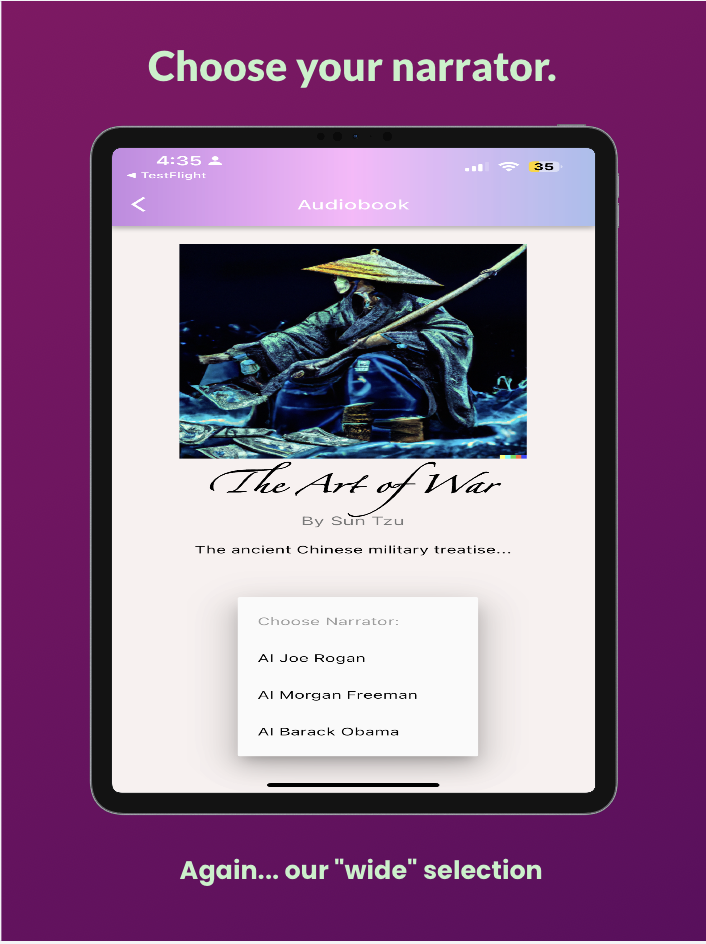 Choose your narrator.
4:35
◀ TestFlight
35
Audiobook
The Art of War
By Sun Tzu
The ancient Chinese military treatise...
Choose Narrator:
AI Joe Rogan
AI Morgan Freeman
AI Barack Obama
Again... our "wide" selection